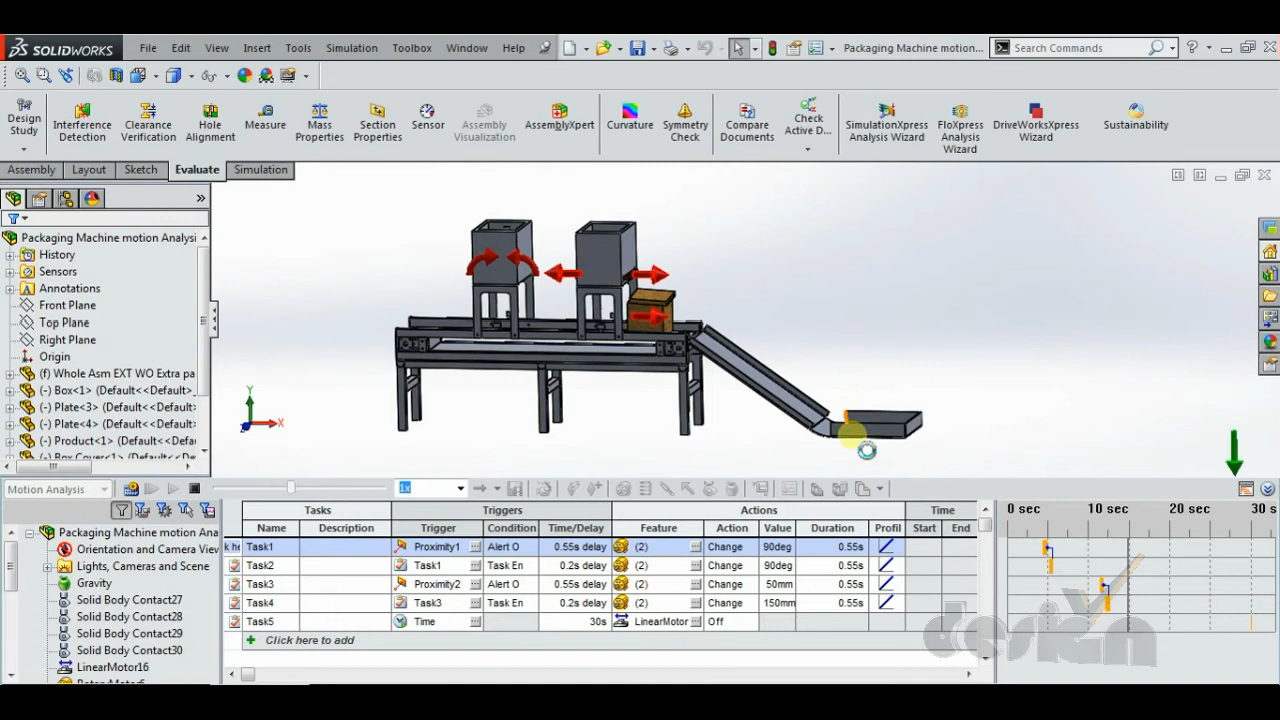 SOLIDWORKS File Edit View Insert Tools Simulation Toolbox Window Help Packaging Machine motion... Search Commands
Design Study
Interference Detection
Clearance Verification
Hole Alignment
Measure
Mass Properties
Section Properties
Sensor
Assembly Visualization
AssemblyXpert
Curvature
Symmetry Check
Compare Documents
Check Active D...
SimulationXpress Analysis Wizard
FloXpress Analysis Wizard
DriveWorksXpress Wizard
Sustainability
Assembly Layout Sketch Evaluate Simulation
Packaging Machine motion Analysi
History
Sensors
Annotations
Front Plane
Top Plane
Right Plane
Origin
(f) Whole Asm EXT WO Extra pa
(-) Box<1> (Default<<Default>
(-) Plate<3> (Default<<Default
(-) Plate<4> (Default<<Default
(-) Product<1> (Default<<Defa
(-) Box Cover<1> (Default<<D
Y
X
Z
Motion Analysis 1x
Tasks Triggers Actions Time
Name Description Trigger Condition Time/Delay Feature Action Value Duration Profil Start End
0 sec 10 sec 20 sec 30 s
k he Task1 Proximity1 Alert O 0.55s delay (2) Change 90deg 0.55s
Task2 Task1 Task En 0.2s delay (2) Change 90deg 0.55s
Task3 Proximity2 Alert O 0.55s delay (2) Change 50mm 0.55s
Task4 Task3 Task En 0.2s delay (2) Change 150mm 0.55s
Task5 Time 30s LinearMotor Off
Click here to add
Packaging Machine motion Ana
Orientation and Camera View
Lights, Cameras and Scene
Gravity
Solid Body Contact27
Solid Body Contact28
Solid Body Contact29
Solid Body Contact30
LinearMotor16
RotaryMotor6
design